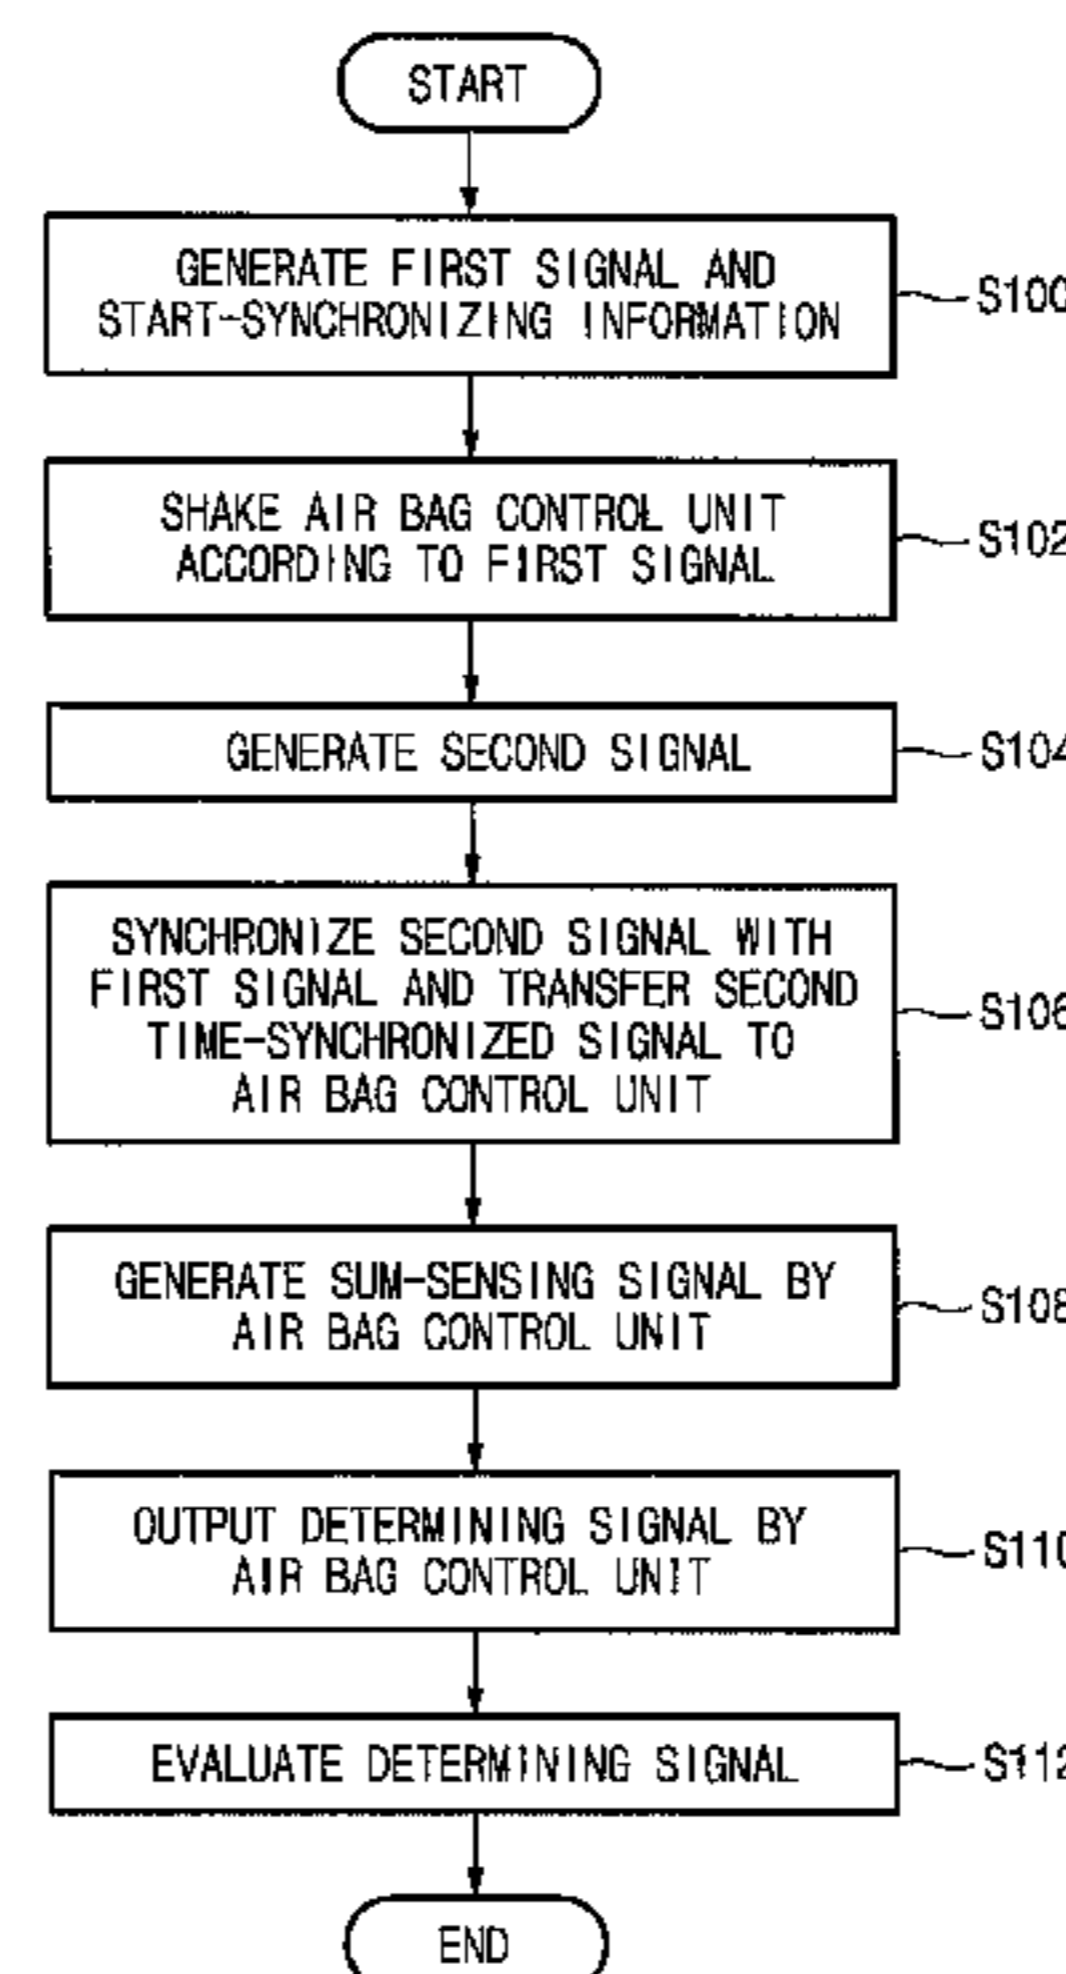 START
GENERATE FIRST SIGNAL AND
START-SYNCHRONIZING INFORMATION
S100
SHAKE AIR BAG CONTROL UNIT
ACCORDING TO FIRST SIGNAL
S102
GENERATE SECOND SIGNAL
S104
SYNCHRONIZE SECOND SIGNAL WITH
FIRST SIGNAL AND TRANSFER SECOND
TIME-SYNCHRONIZED SIGNAL TO
AIR BAG CONTROL UNIT
S106
GENERATE SUM-SENSING SIGNAL BY
AIR BAG CONTROL UNIT
S108
OUTPUT DETERMINING SIGNAL BY
AIR BAG CONTROL UNIT
S110
EVALUATE DETERMINING SIGNAL
S112
END